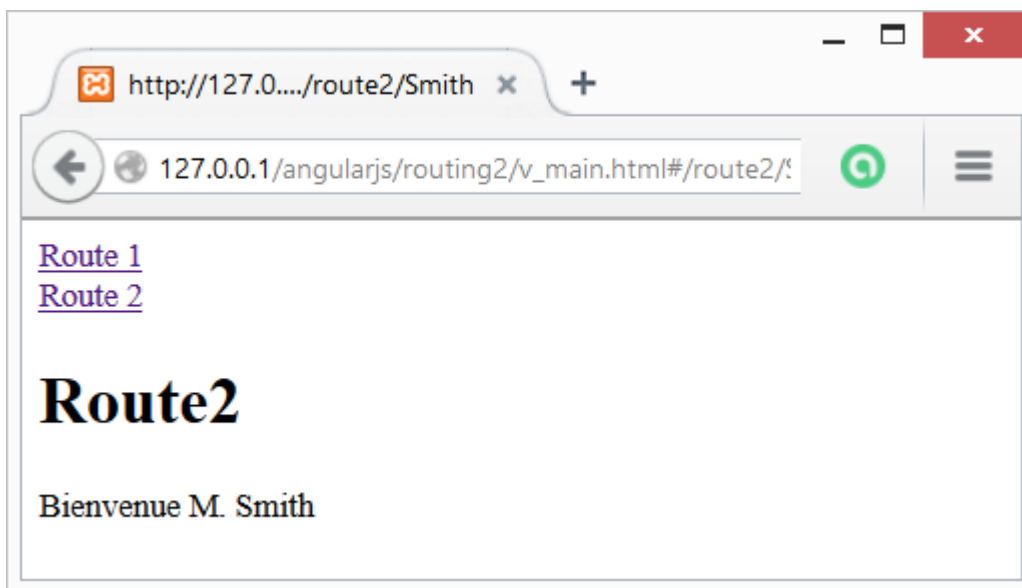 http://127.0..../route2/Smith
127.0.0.1/angularjs/routing2/v_main.html#/route2/
Route 1
Route 2
Route2
Bienvenue M. Smith